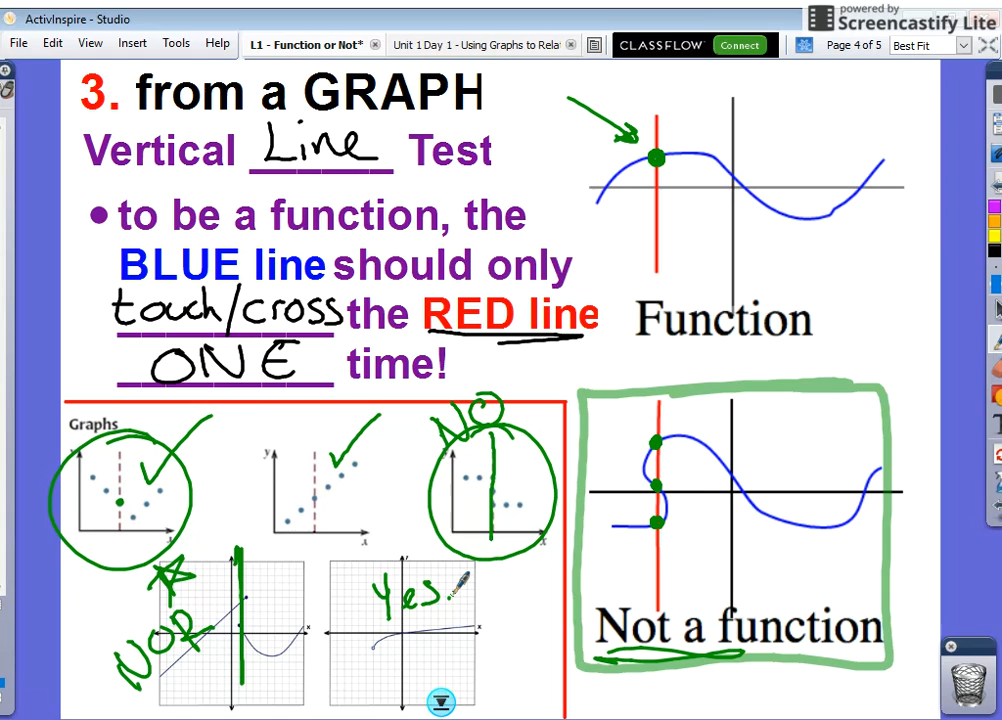 ActivInspire - Studio
powered by
Screencastify Lite
File Edit View Insert Tools Help
L1 - Function or Not*
Unit 1 Day 1 - Using Graphs to Rela
CLASSFLOW Connect
Page 4 of 5
Best Fit
3. from a GRAPH
Vertical Line Test
• to be a function, the
BLUE line should only
touch/cross the RED line
ONE time!
Function
Graphs
NO
y
x
y
x
x
NOPE
x
y
x
Yes.
Not a function